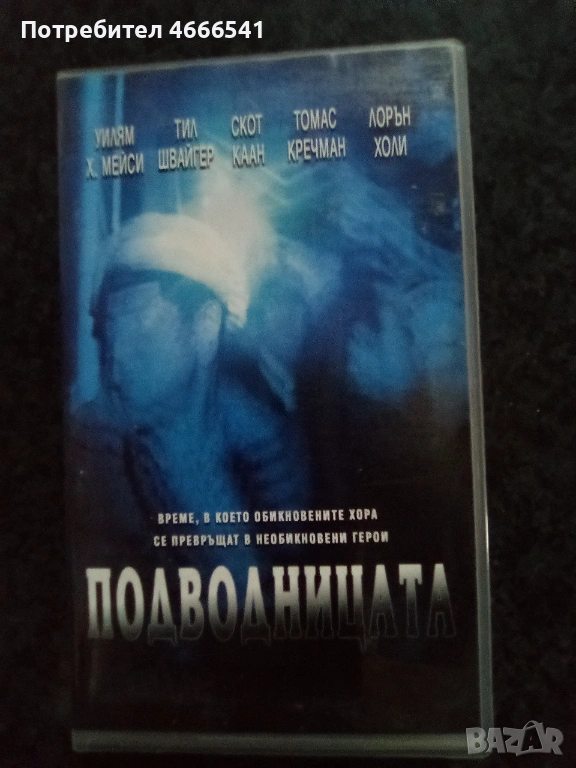 Потребител 4666541
УИЛЯМ Х. МЕЙСИ
ТИЛ ШВАЙГЕР
СКОТ КААН
ТОМАС КРЕЧМАН
ЛОРЪН ХОЛИ
ВРЕМЕ, В КОЕТО ОБИКНОВЕНИТЕ ХОРА
СЕ ПРЕВРЪЩАТ В НЕОБИКНОВЕНИ ГЕРОИ
ПОДВОДНИЦАТА
BAZAR